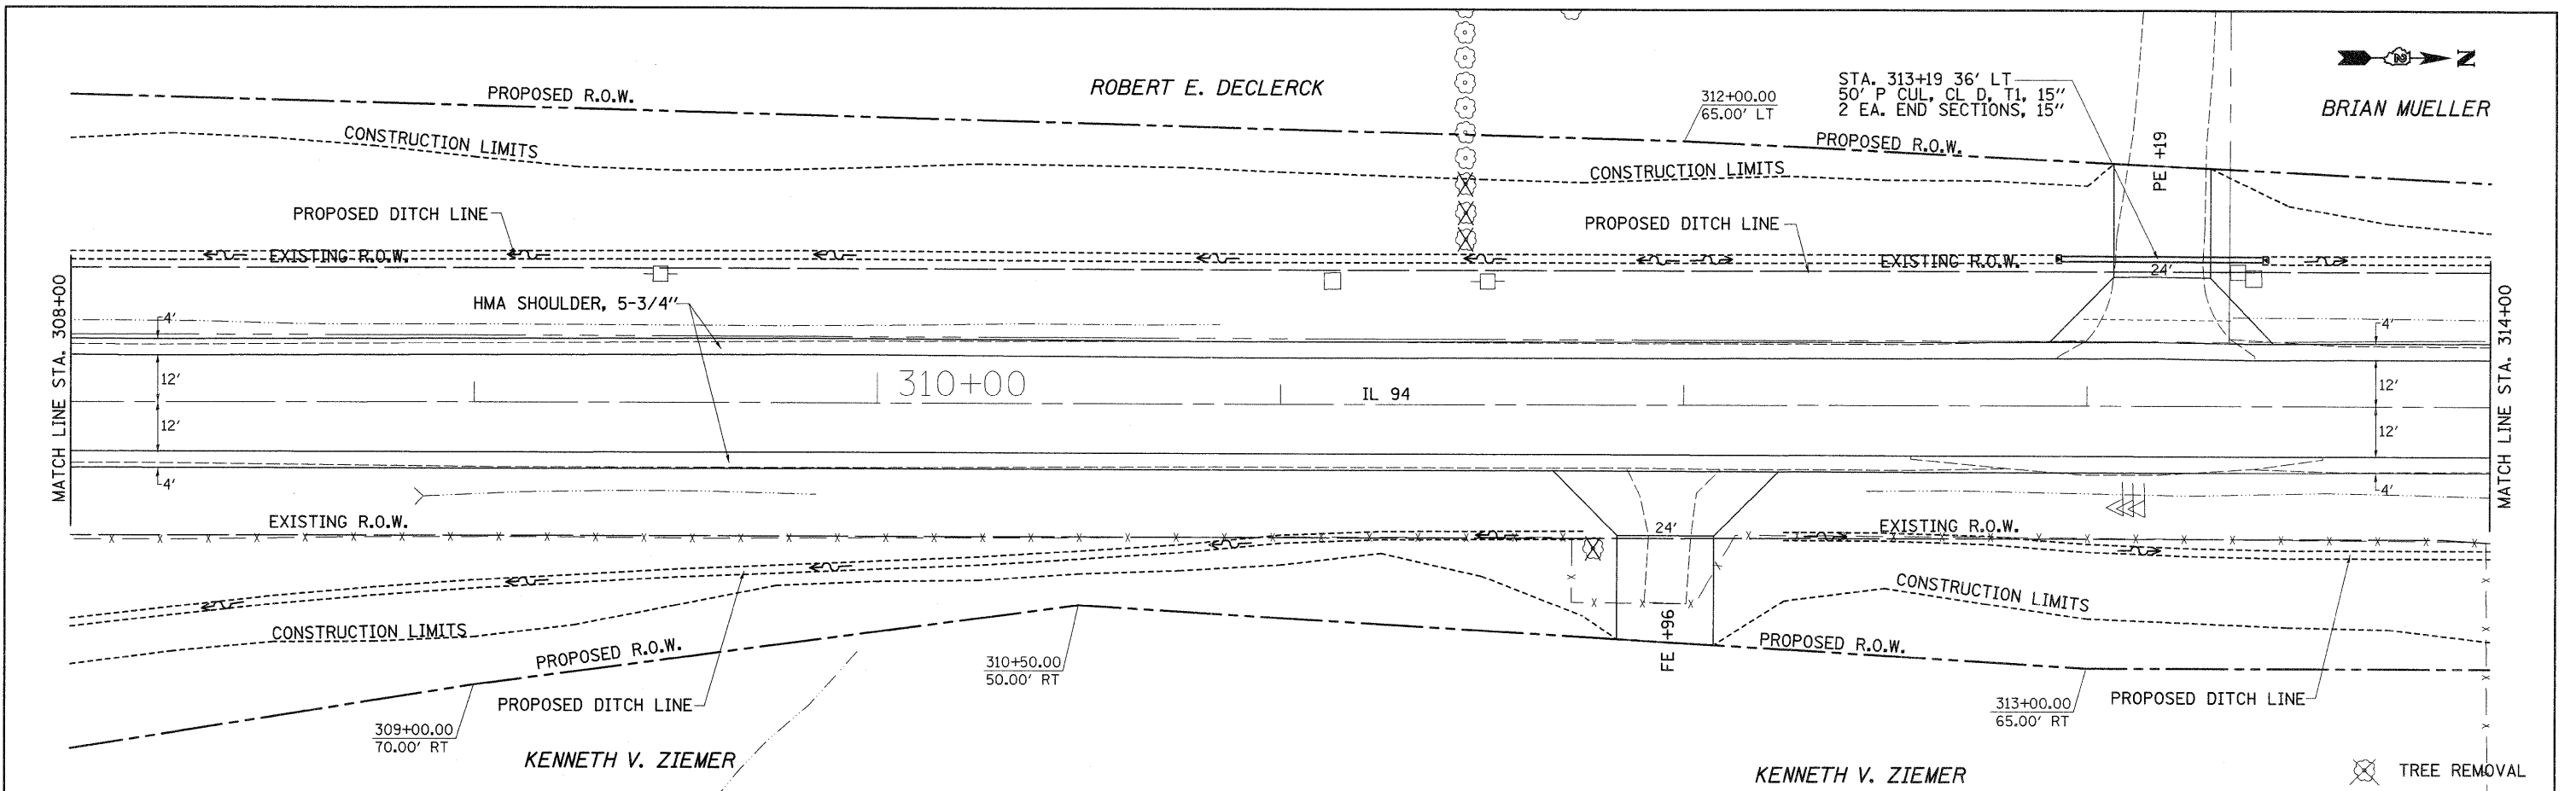 PROPOSED R.O.W.
ROBERT E. DECLERCK
312+00.00
65.00' LT
STA. 313+19 36' LT
50' P CUL, CL D, T1, 15"
2 EA. END SECTIONS, 15"
N
BRIAN MUELLER
CONSTRUCTION LIMITS
PROPOSED R.O.W.
PE +19
CONSTRUCTION LIMITS
PROPOSED DITCH LINE
PROPOSED DITCH LINE
EXISTING R.O.W.
EXISTING R.O.W.
24'
HMA SHOULDER, 5-3/4"
MATCH LINE STA. 308+00
4'
12'
12'
4'
310+00
IL 94
4'
12'
12'
4'
MATCH LINE STA. 314+00
EXISTING R.O.W.
24'
EXISTING R.O.W.
CONSTRUCTION LIMITS
CONSTRUCTION LIMITS
PROPOSED R.O.W.
FE +96
PROPOSED R.O.W.
310+50.00
50.00' RT
PROPOSED DITCH LINE
313+00.00
65.00' RT
PROPOSED DITCH LINE
309+00.00
70.00' RT
KENNETH V. ZIEMER
KENNETH V. ZIEMER
TREE REMOVAL